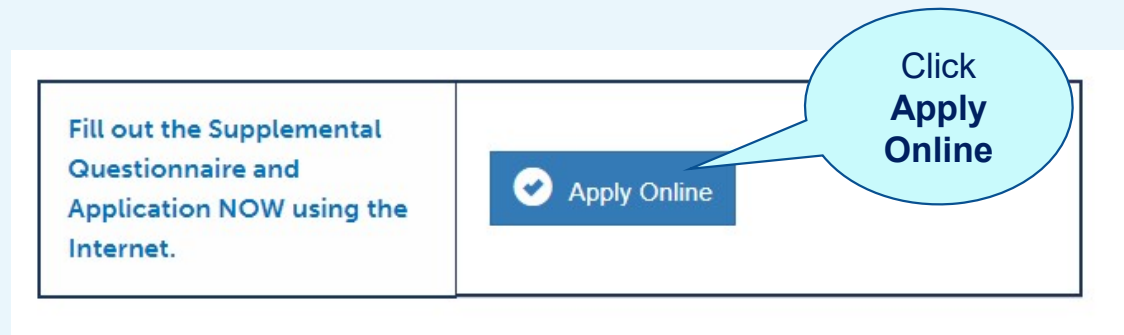 Fill out the Supplemental
Questionnaire and
Application NOW using the
Internet.
Apply Online
Click
Apply
Online